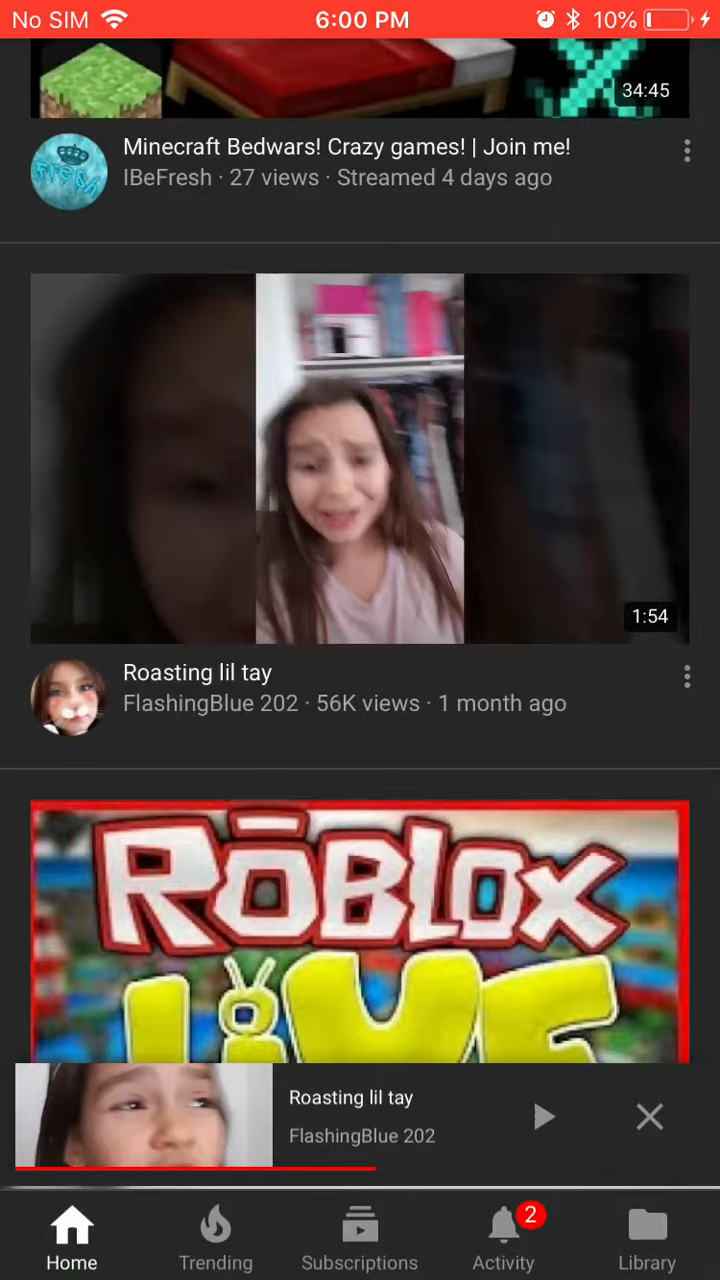 No SIM 6:00 PM 10%
34:45
Minecraft Bedwars! Crazy games! | Join me!
IBeFresh · 27 views · Streamed 4 days ago
Fresh
1:54
Roasting lil tay
FlashingBlue 202 · 56K views · 1 month ago
RŌBLOX
LiVE
Roasting lil tay
FlashingBlue 202
2
Home Trending Subscriptions Activity Library